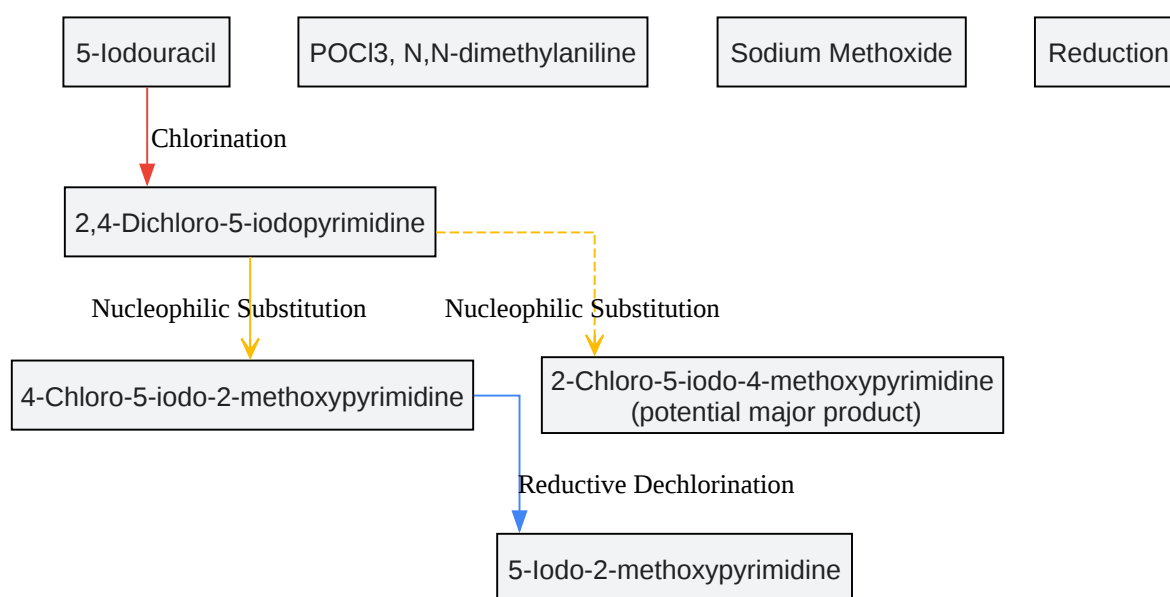 5-Iodouracil
POCl3, N,N-dimethylaniline
Sodium Methoxide
Reduction
Chlorination
2,4-Dichloro-5-iodopyrimidine
Nucleophilic Substitution
Nucleophilic Substitution
4-Chloro-5-iodo-2-methoxypyrimidine
2-Chloro-5-iodo-4-methoxypyrimidine
(potential major product)
Reductive Dechlorination
5-Iodo-2-methoxypyrimidine